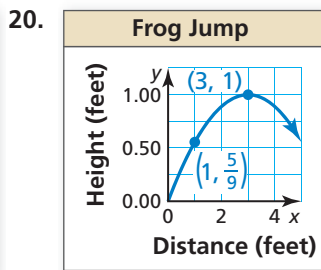 20.
Frog Jump
Height (feet)
y
(3, 1)
1.00
0.50
(1, 5/9)
0.00
0 2 4 x
Distance (feet)